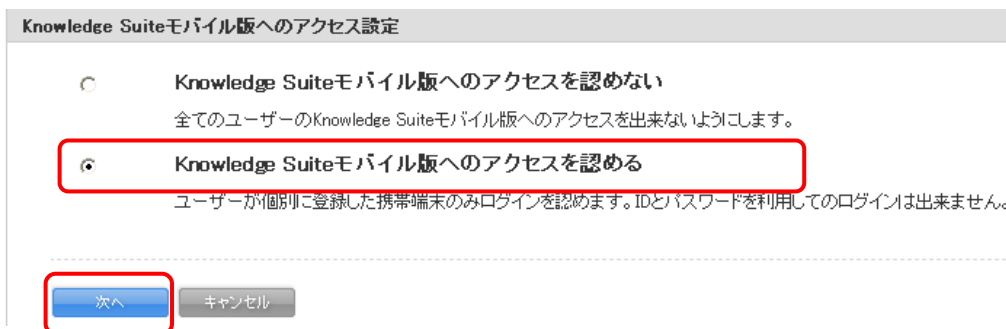 Knowledge Suiteモバイル版へのアクセス設定
Knowledge Suiteモバイル版へのアクセスを認めない
全てのユーザーのKnowledge Suiteモバイル版へのアクセスを出来ないようにします。
Knowledge Suiteモバイル版へのアクセスを認める
ユーザーが個別に登録した携帯端末のみログインを認めます。IDとパスワードを利用してのログインは出来ません。
次へ キャンセル